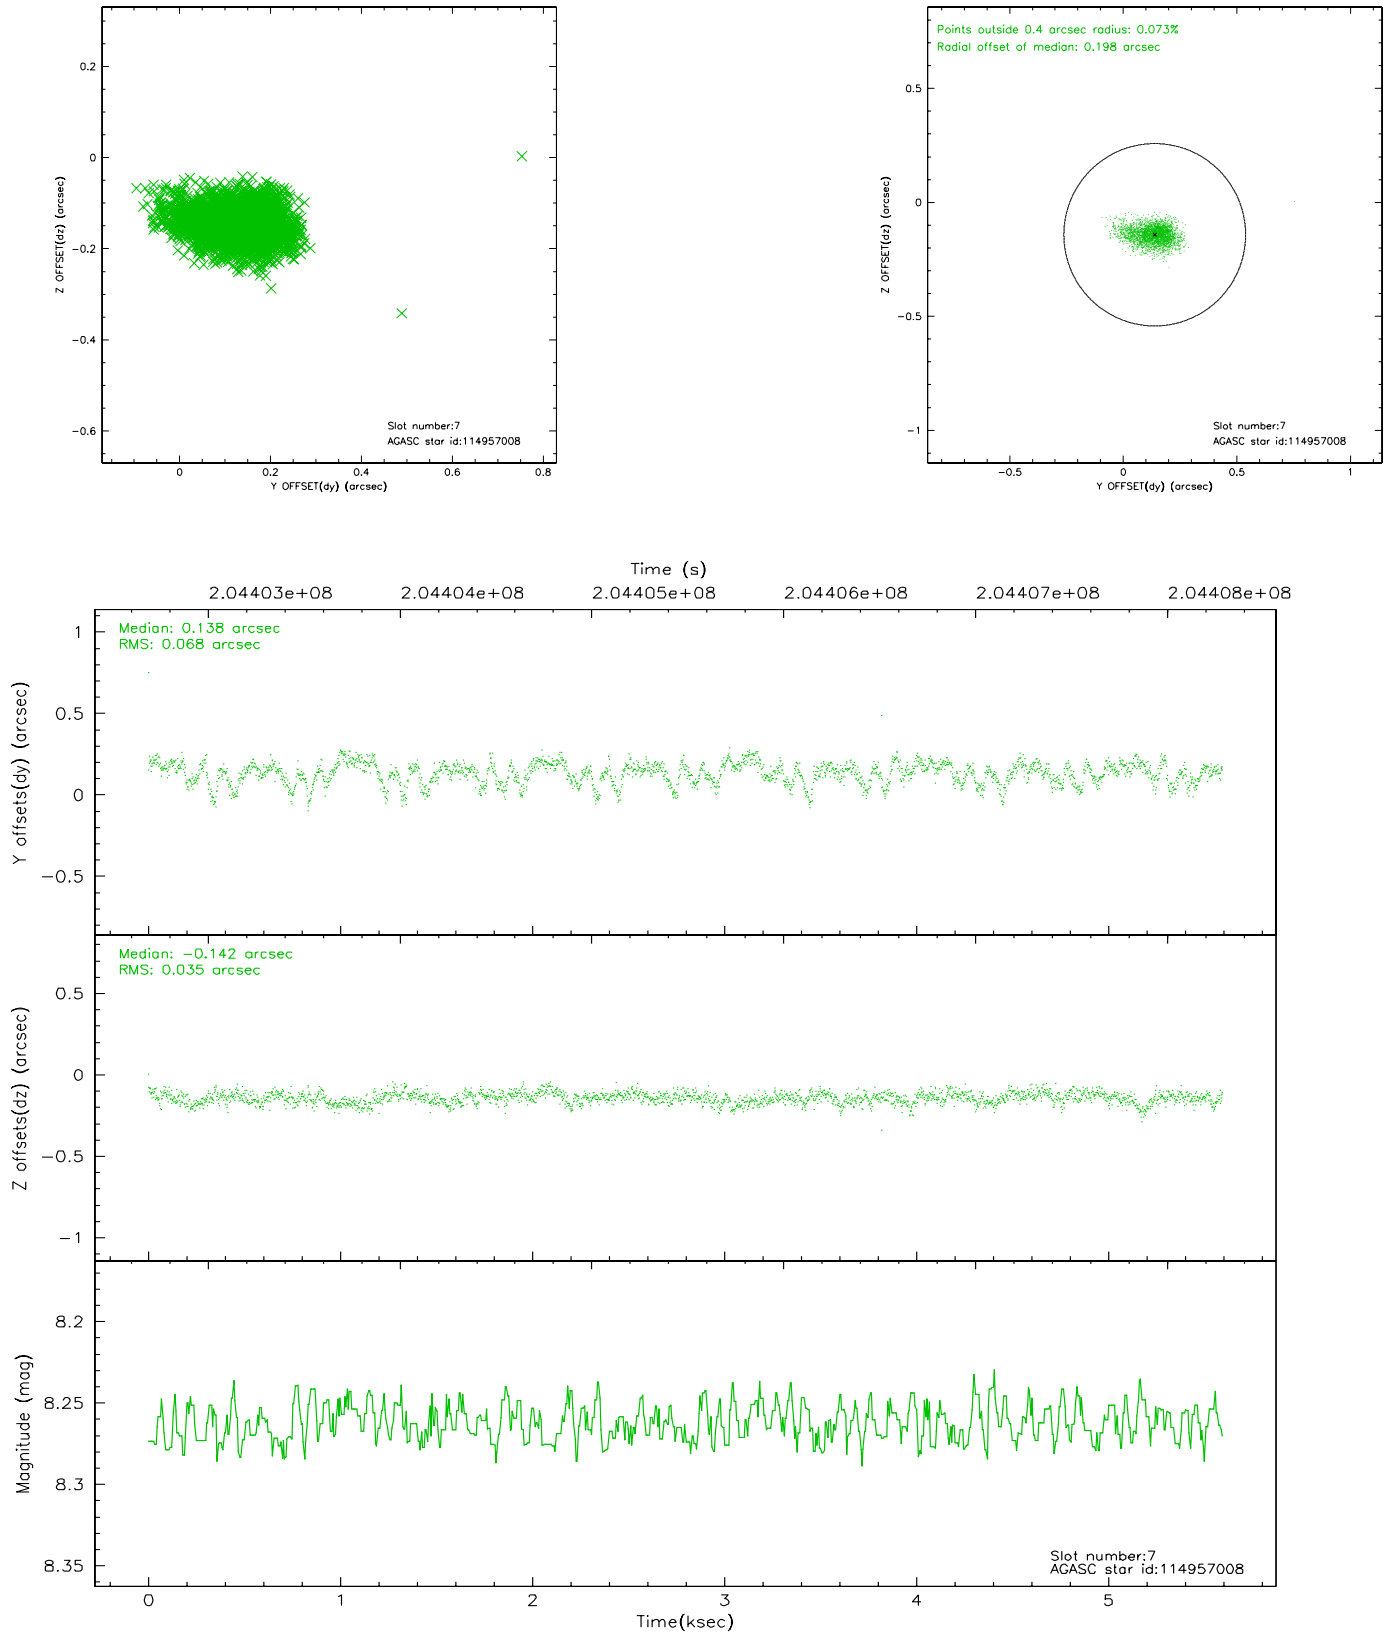 0.2
0
−0.2
−0.4
−0.6
Z OFFSET(dz) (arcsec)
Slot number:7
AGASC star id:114957008
0 0.2 0.4 0.6 0.8
Y OFFSET(dy) (arcsec)
Points outside 0.4 arcsec radius: 0.073%
Radial offset of median: 0.198 arcsec
0.5
0
−0.5
−1
Z OFFSET(dz) (arcsec)
Slot number:7
AGASC star id:114957008
−0.5 0 0.5 1
Y OFFSET(dy) (arcsec)
Time (s)
2.04403e+08 2.04404e+08 2.04405e+08 2.04406e+08 2.04407e+08 2.04408e+08
Median: 0.138 arcsec
RMS: 0.068 arcsec
1
0.5
0
−0.5
Y offsets(dy) (arcsec)
Median: −0.142 arcsec
RMS: 0.035 arcsec
0.5
0
−0.5
−1
Z offsets(dz) (arcsec)
8.2
8.25
8.3
8.35
Magnitude (mag)
Slot number:7
AGASC star id:114957008
0 1 2 3 4 5
Time(ksec)